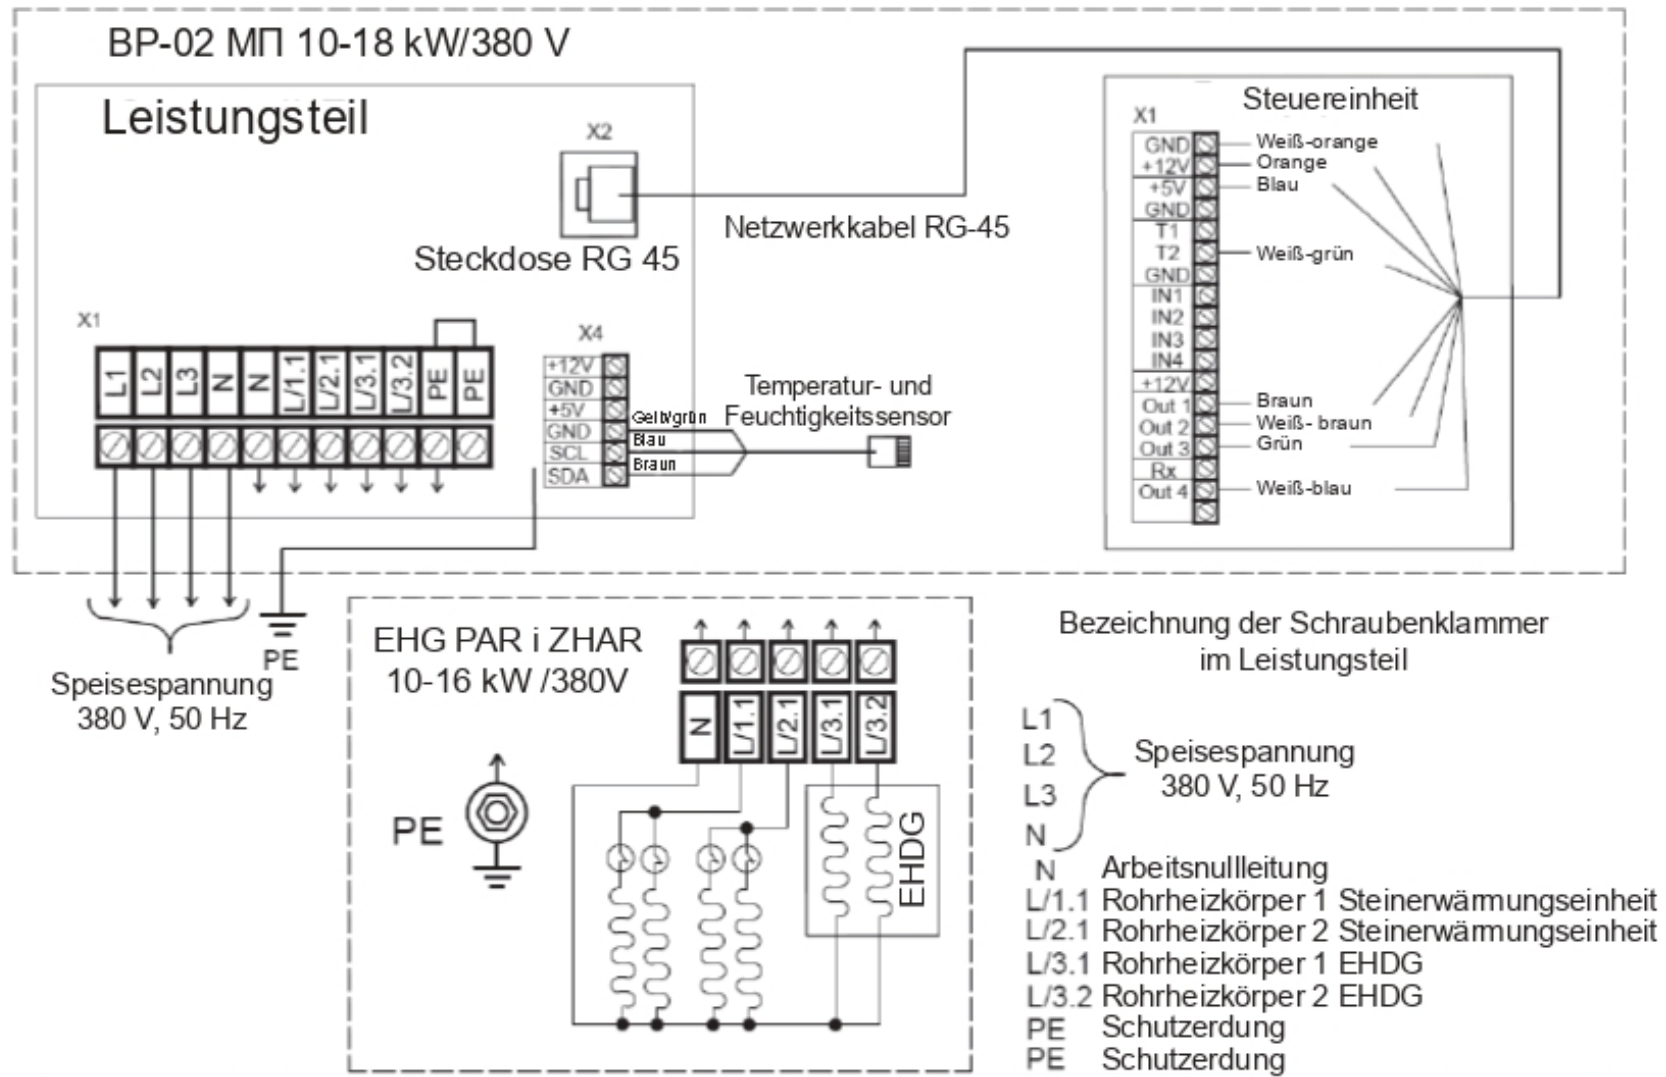 BP-02 МП 10-18 kW/380 V
Leistungsteil
X2
Steckdose RG 45
Netzwerkkabel RG-45
X1
L1
L2
L3
N
N
L/1.1
L/2.1
L/3.1
L/3.2
PE
PE
X4
+12V
GND
+5V
GND
SCL
SDA
Gelb/grün
Blau
Braun
Temperatur- und
Feuchtigkeitssensor
Steuereinheit
X1
GND Weiß-orange
+12V Orange
+5V Blau
GND
T1
T2 Weiß-grün
GND
IN1
IN2
IN3
IN4
+12V
Out 1 Braun
Out 2 Weiß- braun
Out 3 Grün
Rx
Out 4 Weiß-blau
PE
Speisespannung
380 V, 50 Hz
EHG PAR i ZHAR
10-16 kW /380V
N
L/1.1
L/2.1
L/3.1
L/3.2
PE
EHDG
Bezeichnung der Schraubenklammer
im Leistungsteil
L1
L2
L3
N
Speisespannung
380 V, 50 Hz
N Arbeitsnullleitung
L/1.1 Rohrheizkörper 1 Steinerwärmungseinheit
L/2.1 Rohrheizkörper 2 Steinerwärmungseinheit
L/3.1 Rohrheizkörper 1 EHDG
L/3.2 Rohrheizkörper 2 EHDG
PE Schutzerdung
PE Schutzerdung